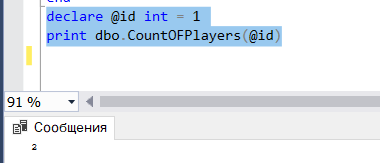 end
declare @id int = 1
print dbo.CountOFPlayers(@id)
91 %
Сообщения
2